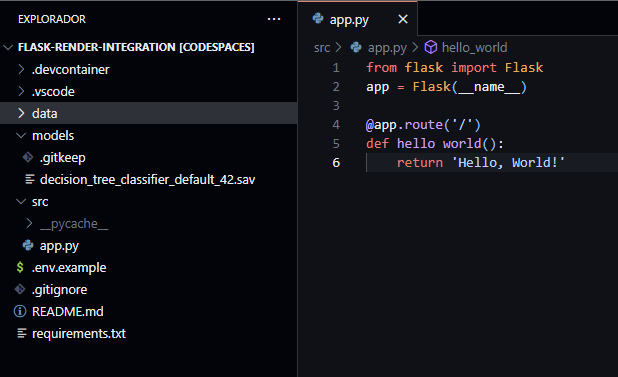 EXPLORADOR
...
FLASK-RENDER-INTEGRATION [CODESPACES]
.devcontainer
.vscode
data
models
.gitkeep
decision_tree_classifier_default_42.sav
src
__pycache__
app.py
$ .env.example
.gitignore
README.md
requirements.txt
app.py
src > app.py > hello_world
1 from flask import Flask
2 app = Flask(__name__)
3
4 @app.route('/')
5 def hello world():
6 return 'Hello, World!'